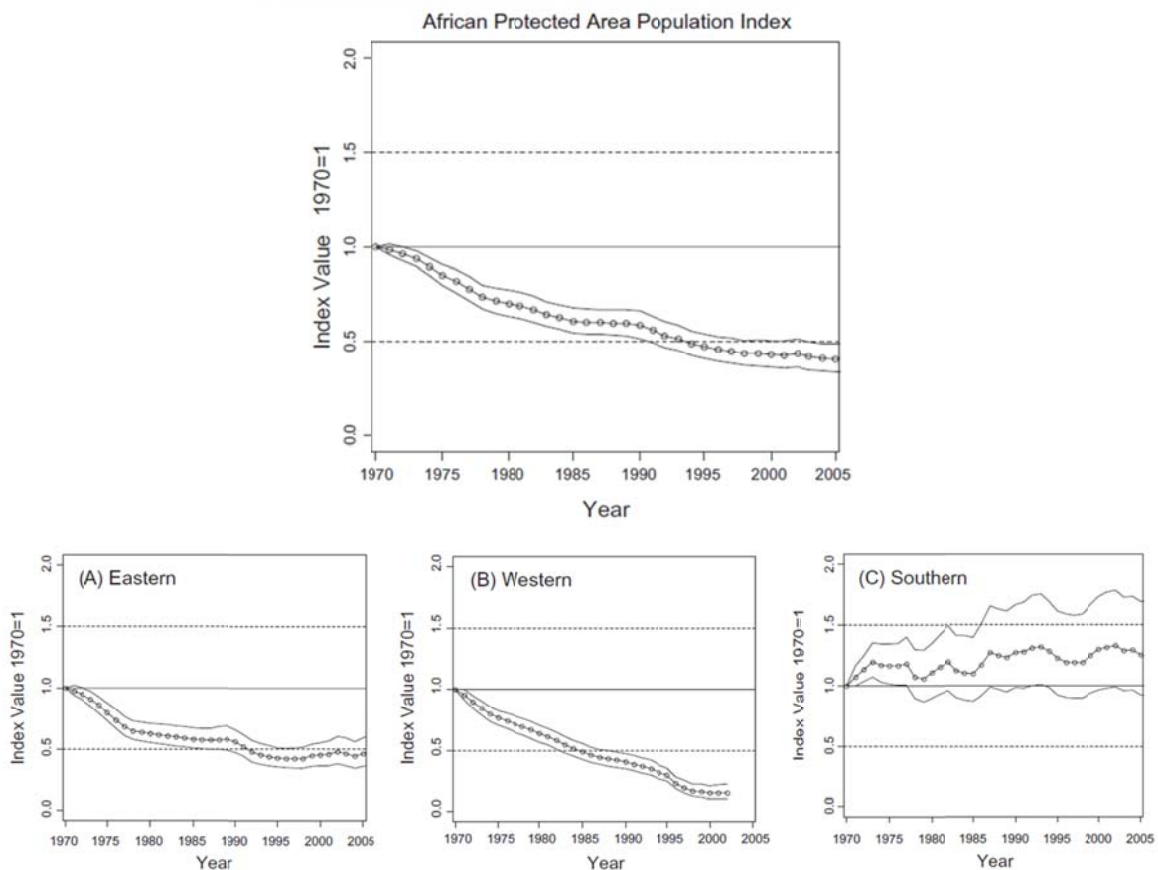 African Protected Area Population Index
Index Value 1970=1
2.0
1.5
1.0
0.5
0.0
1970 1975 1980 1985 1990 1995 2000 2005
Year
(A) Eastern
Index Value 1970=1
2.0
1.5
1.0
0.5
0.0
1970 1975 1980 1985 1990 1995 2000 2005
Year
(B) Western
Index Value 1970=1
2.0
1.5
1.0
0.5
0.0
1970 1975 1980 1985 1990 1995 2000 2005
Year
(C) Southern
Index Value 1970=1
2.0
1.5
1.0
0.5
0.0
1970 1975 1980 1985 1990 1995 2000 2005
Year